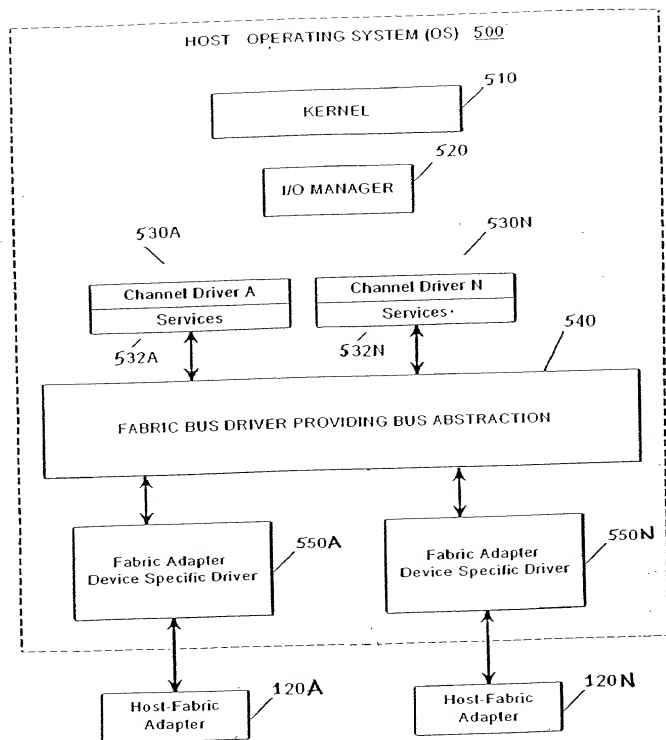 HOST OPERATING SYSTEM (OS) 500
510
KERNEL
520
I/O MANAGER
530A
530N
Channel Driver A
Services
Channel Driver N
Services
532A
532N
540
FABRIC BUS DRIVER PROVIDING BUS ABSTRACTION
550A
Fabric Adapter
Device Specific Driver
550N
Fabric Adapter
Device Specific Driver
120A
Host-Fabric
Adapter
120N
Host-Fabric
Adapter